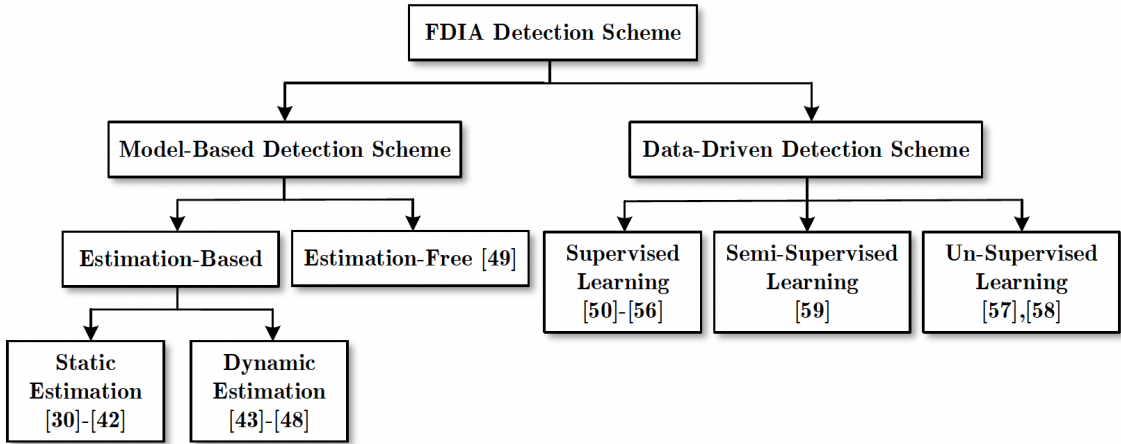 FDIA Detection Scheme
Model-Based Detection Scheme
Data-Driven Detection Scheme
Estimation-Based
Estimation-Free [49]
Supervised
Learning
[50]-[56]
Semi-Supervised
Learning
[59]
Un-Supervised
Learning
[57],[58]
Static
Estimation
[30]-[42]
Dynamic
Estimation
[43]-[48]